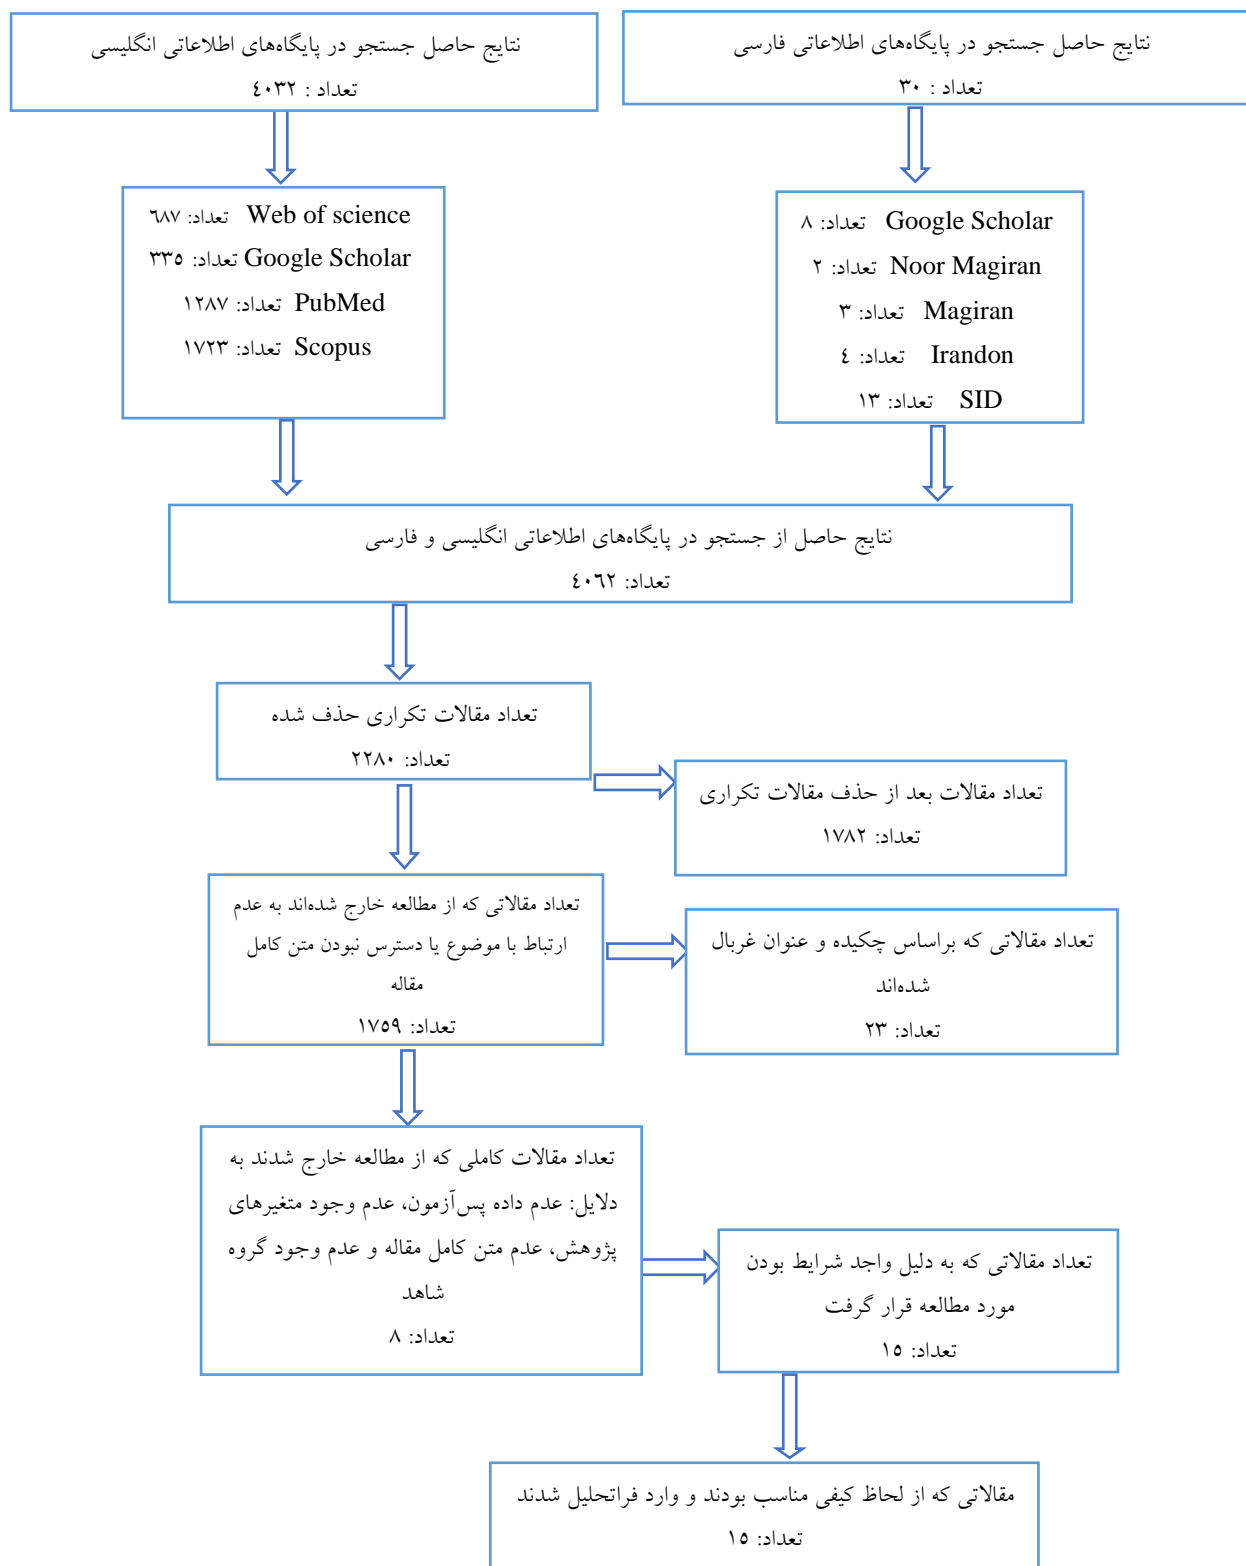 نتایج حاصل جستجو در پایگاه‌های اطلاعاتی فارسی
تعداد : ٣٠
نتایج حاصل جستجو در پایگاه‌های اطلاعاتی انگلیسی
تعداد : ٤٠٣٢
Google Scholar تعداد: ٨
Noor Magiran تعداد: ٢
Magiran تعداد: ٣
Irandon تعداد: ٤
SID تعداد: ١٣
Web of science تعداد: ٦٨٧
Google Scholar تعداد: ٣٣٥
PubMed تعداد: ١٢٨٧
Scopus تعداد: ١٧٢٣
نتایج حاصل از جستجو در پایگاه‌های اطلاعاتی انگلیسی و فارسی
تعداد: ٤٠٦٢
تعداد مقالات تکراری حذف شده
تعداد: ٢٢٨٠
تعداد مقالات بعد از حذف مقالات تکراری
تعداد: ١٧٨٢
تعداد مقالاتی که از مطالعه خارج شده‌اند به عدم
ارتباط با موضوع یا دسترس نبودن متن کامل
مقاله
تعداد: ١٧٥٩
تعداد مقالاتی که براساس چکیده و عنوان غربال
شده‌اند
تعداد: ٢٣
تعداد مقالات کاملی که از مطالعه خارج شدند به
دلایل: عدم داده پس‌آزمون، عدم وجود متغیرهای
پژوهش، عدم متن کامل مقاله و عدم وجود گروه
شاهد
تعداد: ٨
تعداد مقالاتی که به دلیل واجد شرایط بودن
مورد مطالعه قرار گرفت
تعداد: ١٥
مقالاتی که از لحاظ کیفی مناسب بودند و وارد فراتحلیل شدند
تعداد: ١٥